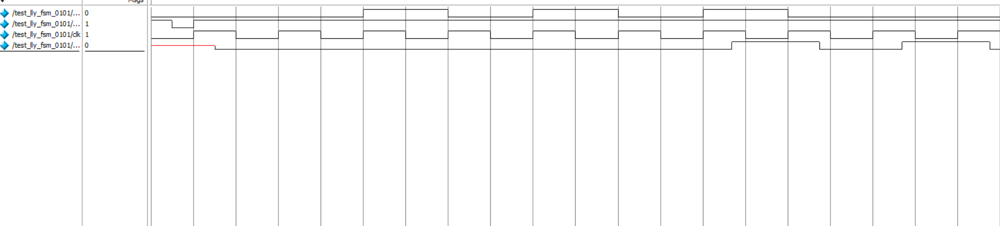 Msgs
/test_lly_fsm_0101/... 0
/test_lly_fsm_0101/... 1
/test_lly_fsm_0101/clk 1
/test_lly_fsm_0101/... 0